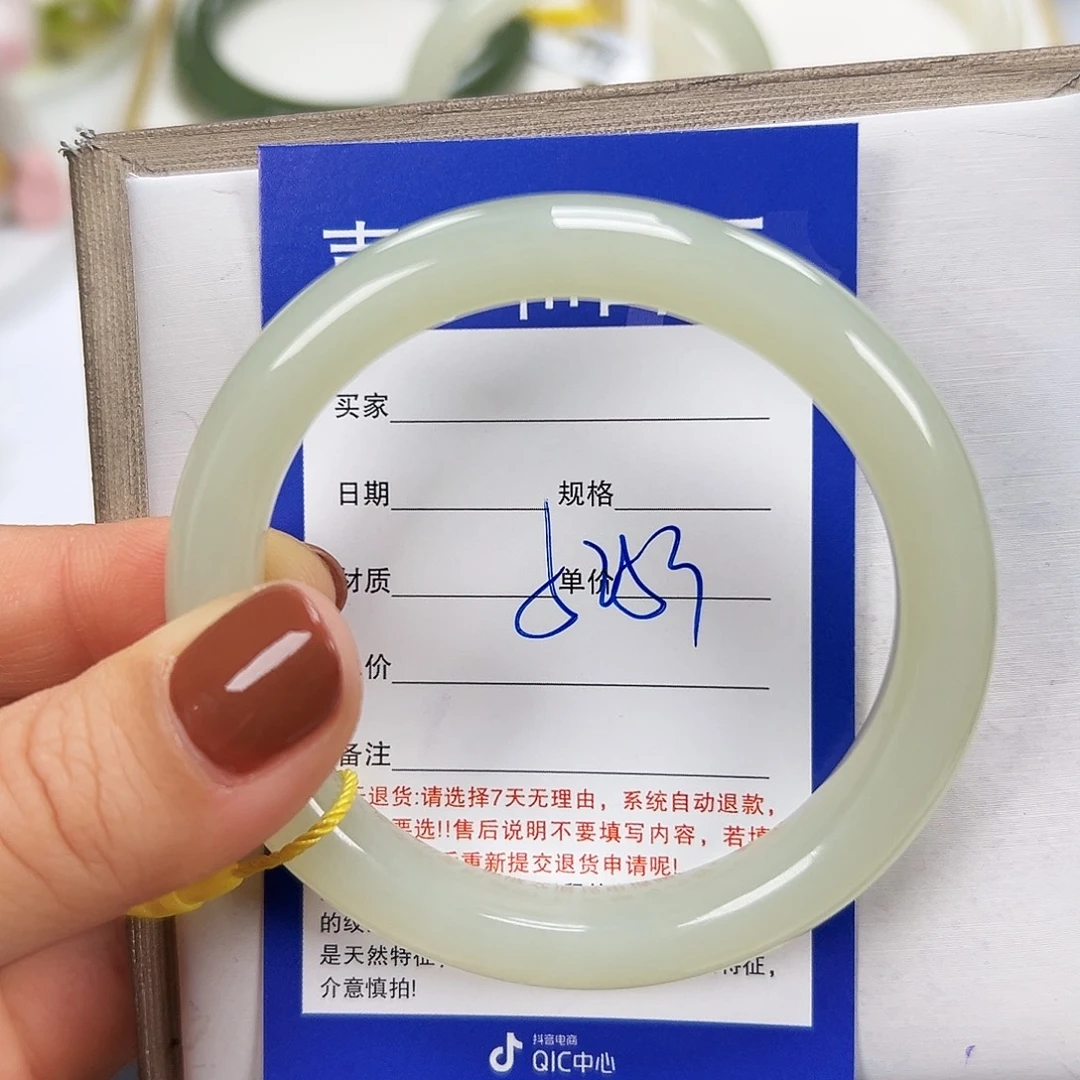 买家
日期 规格
材质 单价
价
备注
退货:请选择7天无理由，系统自动退款，
要选!!售后说明不要填写内容，若填
重新提交退货申请呢!
的纹
是天然特征， 特征，
介意慎拍!
抖音电商
QIC中心